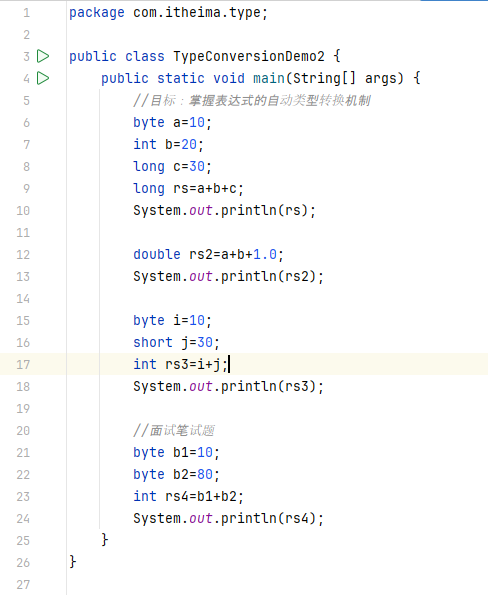 1 package com.itheima.type;
2
3 public class TypeConversionDemo2 {
4 public static void main(String[] args) {
5 //目标：掌握表达式的自动类型转换机制
6 byte a=10;
7 int b=20;
8 long c=30;
9 long rs=a+b+c;
10 System.out.println(rs);
11
12 double rs2=a+b+1.0;
13 System.out.println(rs2);
14
15 byte i=10;
16 short j=30;
17 int rs3=i+j;
18 System.out.println(rs3);
19
20 //面试笔试题
21 byte b1=10;
22 byte b2=80;
23 int rs4=b1+b2;
24 System.out.println(rs4);
25 }
26 }
27